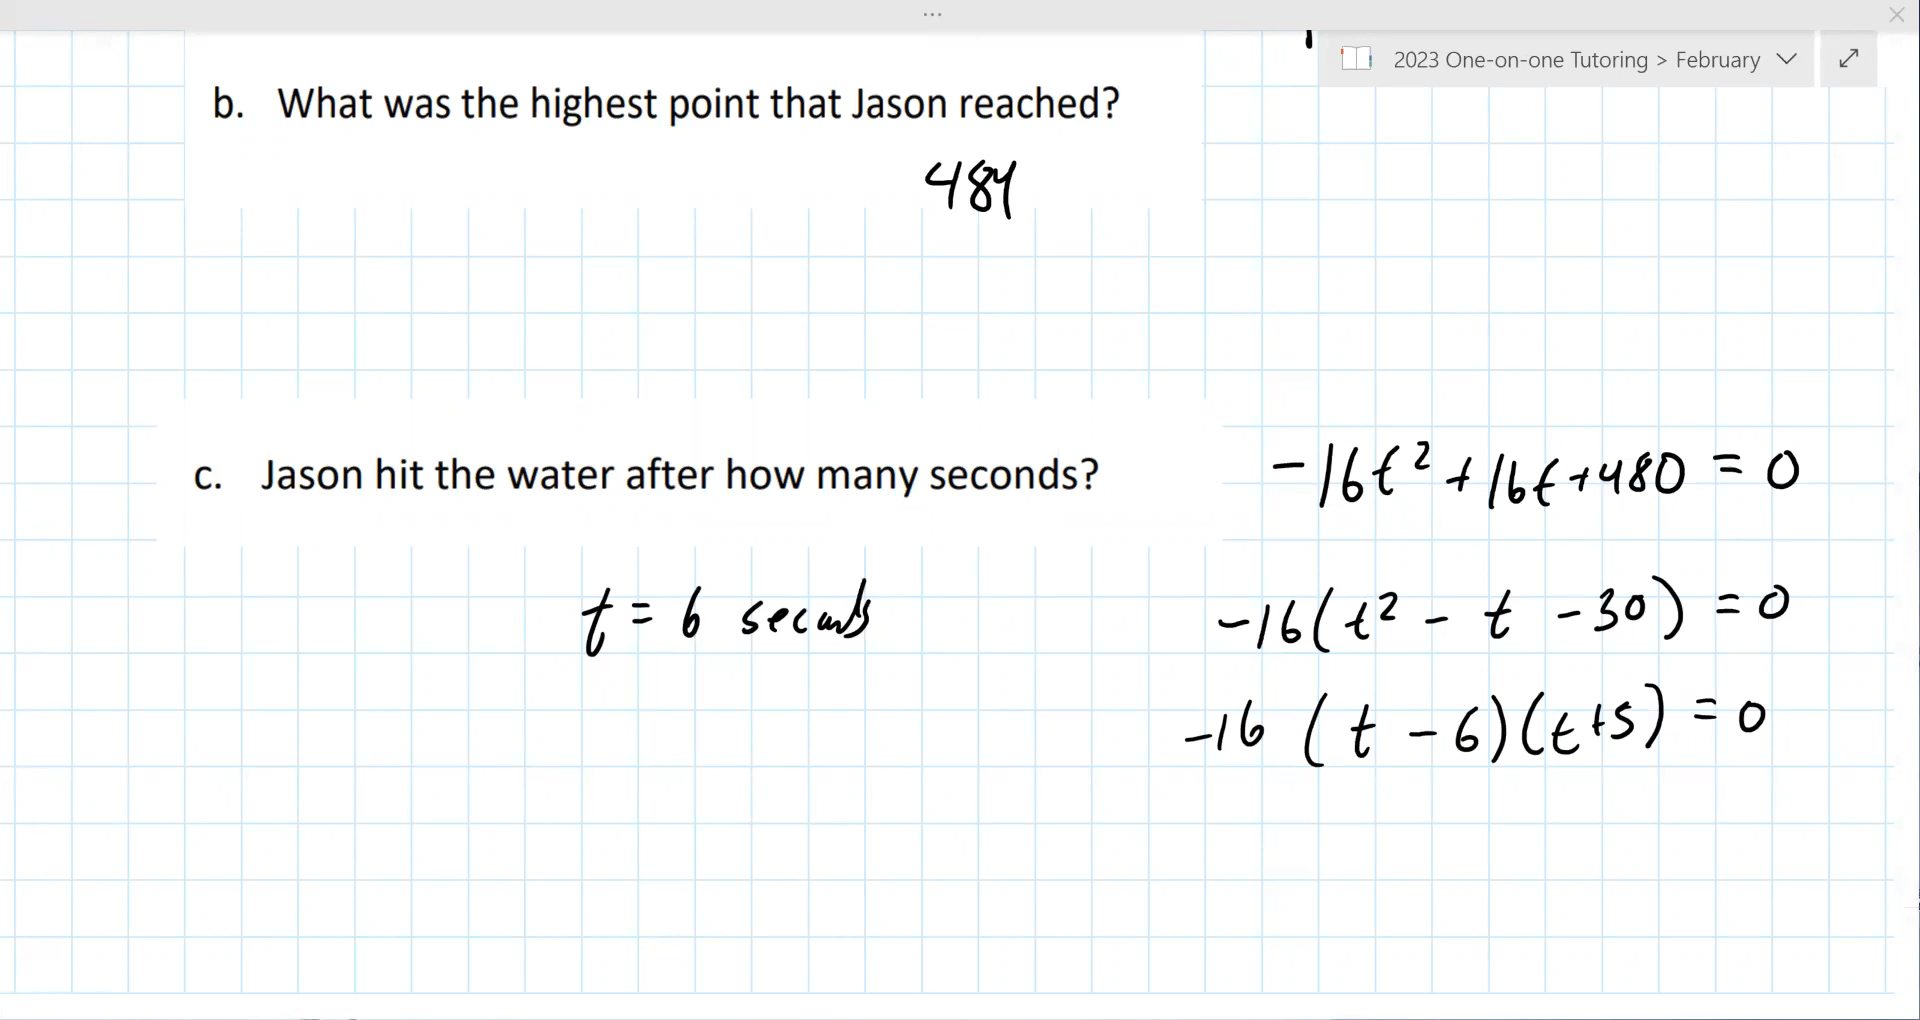 ...
2023 One-on-one Tutoring > February
b. What was the highest point that Jason reached?
484
c. Jason hit the water after how many seconds?
-16t² + 16t + 480 = 0
t = 6 seconds
-16(t² - t - 30) = 0
-16 (t - 6)(t+5) = 0